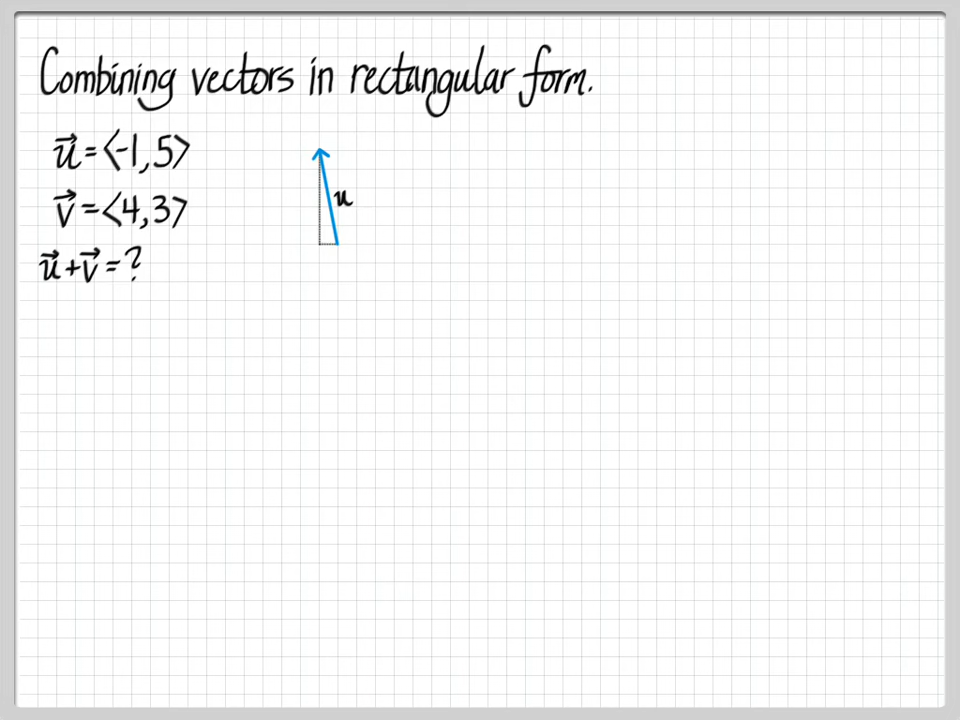 Combining vectors in rectangular form.
u⃗ = ⟨-1, 5⟩
v⃗ = ⟨4, 3⟩
u⃗ + v⃗ = ?
u